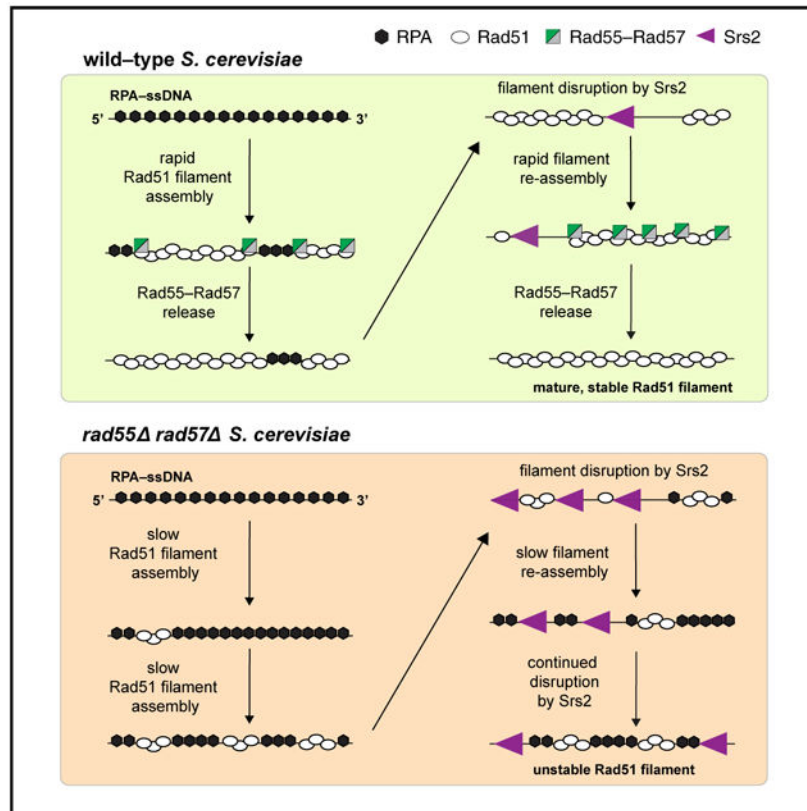 RPA Rad51 Rad55–Rad57 Srs2
wild–type S. cerevisiae
RPA–ssDNA
5’ 3’
rapid
Rad51 filament
assembly
Rad55–Rad57
release
filament disruption by Srs2
rapid filament
re-assembly
Rad55–Rad57
release
mature, stable Rad51 filament
rad55Δ rad57Δ S. cerevisiae
RPA–ssDNA
5’ 3’
slow
Rad51 filament
assembly
slow
Rad51 filament
assembly
filament disruption by Srs2
slow filament
re-assembly
continued
disruption
by Srs2
unstable Rad51 filament